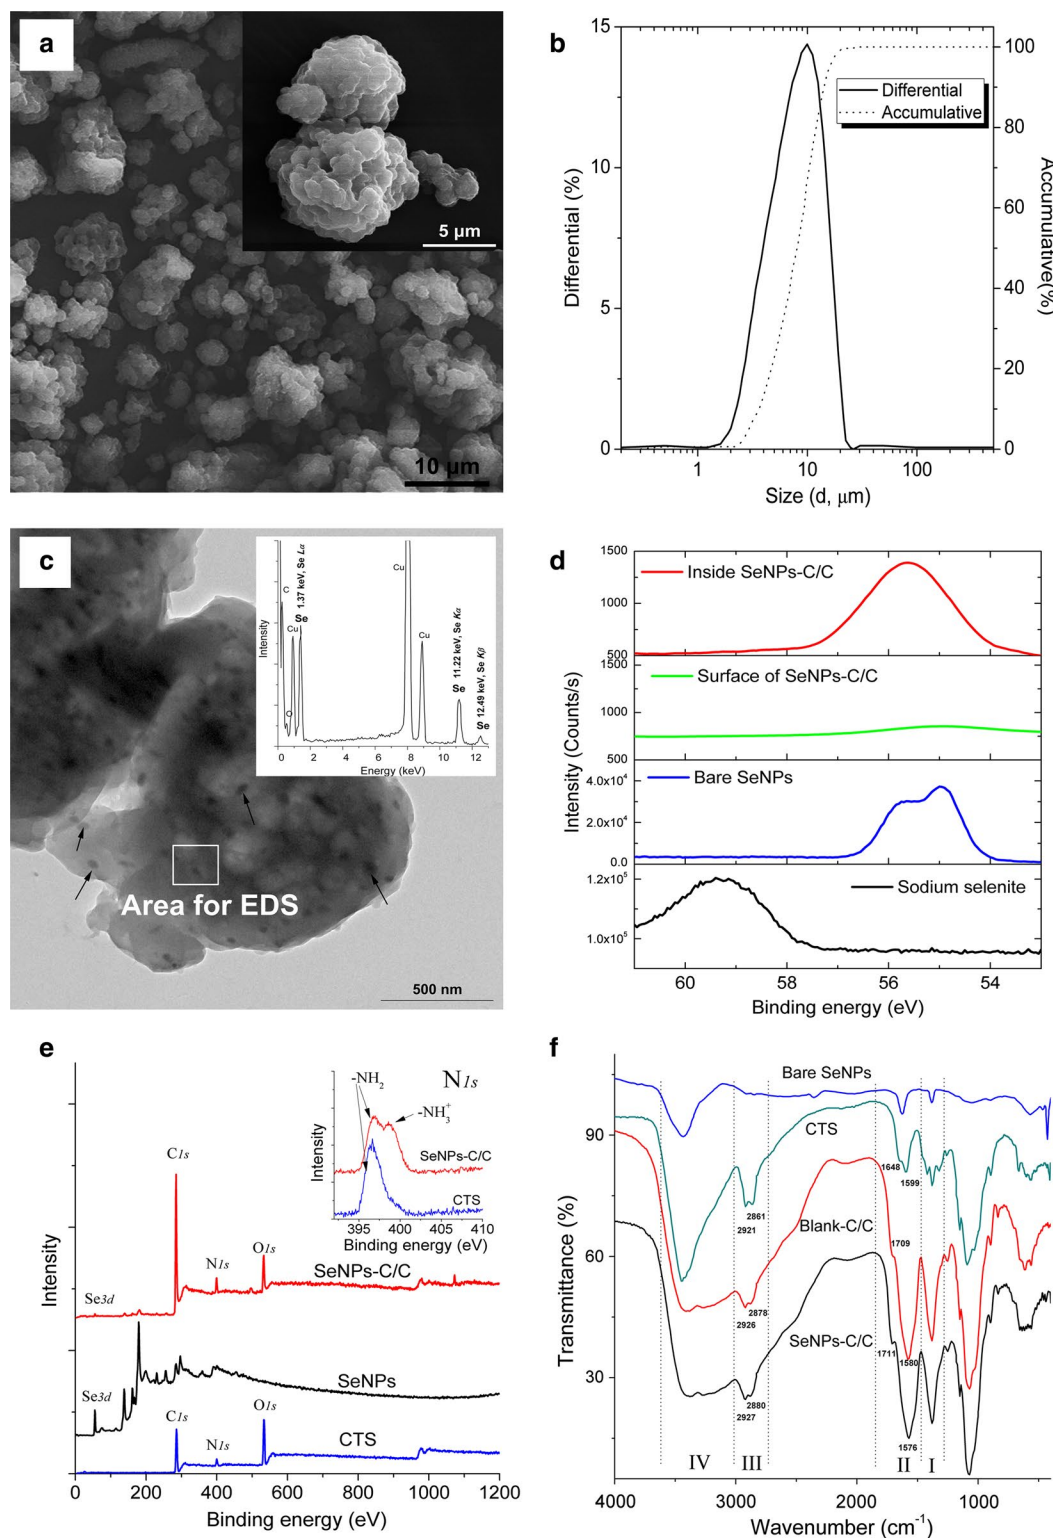 a
5 µm
10 µm
b
15
10
5
0
Differential (%)
Differential
Accumulative
100
80
60
40
20
0
Accumulative(%)
1
10
100
Size (d, µm)
c
Intensity
C
O
Cu
1.37 keV, Se Lα
Se
Cu
Cu
11.22 keV, Se Kα
Se
12.49 keV, Se Kβ
Se
0 2 4 6 8 10 12
Energy (keV)
Area for EDS
500 nm
d
Intensity (Counts/s)
1500
1000
500
Inside SeNPs-C/C
1500
1000
500
Surface of SeNPs-C/C
4.0x10⁴
2.0x10⁴
0.0
Bare SeNPs
1.2x10⁵
1.0x10⁵
Sodium selenite
60 58 56 54
Binding energy (eV)
e
Intensity
-NH₂
N1s
-NH₃⁺
Intensity
SeNPs-C/C
CTS
395 400 405 410
Binding energy (eV)
C1s
N1s
O1s
Se3d
SeNPs-C/C
Se3d
SeNPs
C1s
N1s
O1s
CTS
0 200 400 600 800 1000 1200
Binding energy (eV)
f
Transmittance (%)
90
60
30
Bare SeNPs
CTS
1648
1599
2861
2921
Blank-C/C
1709
2878
2926
SeNPs-C/C
1711
1580
2880
2927
1576
IV III II I
4000 3000 2000 1000
Wavenumber (cm⁻¹)